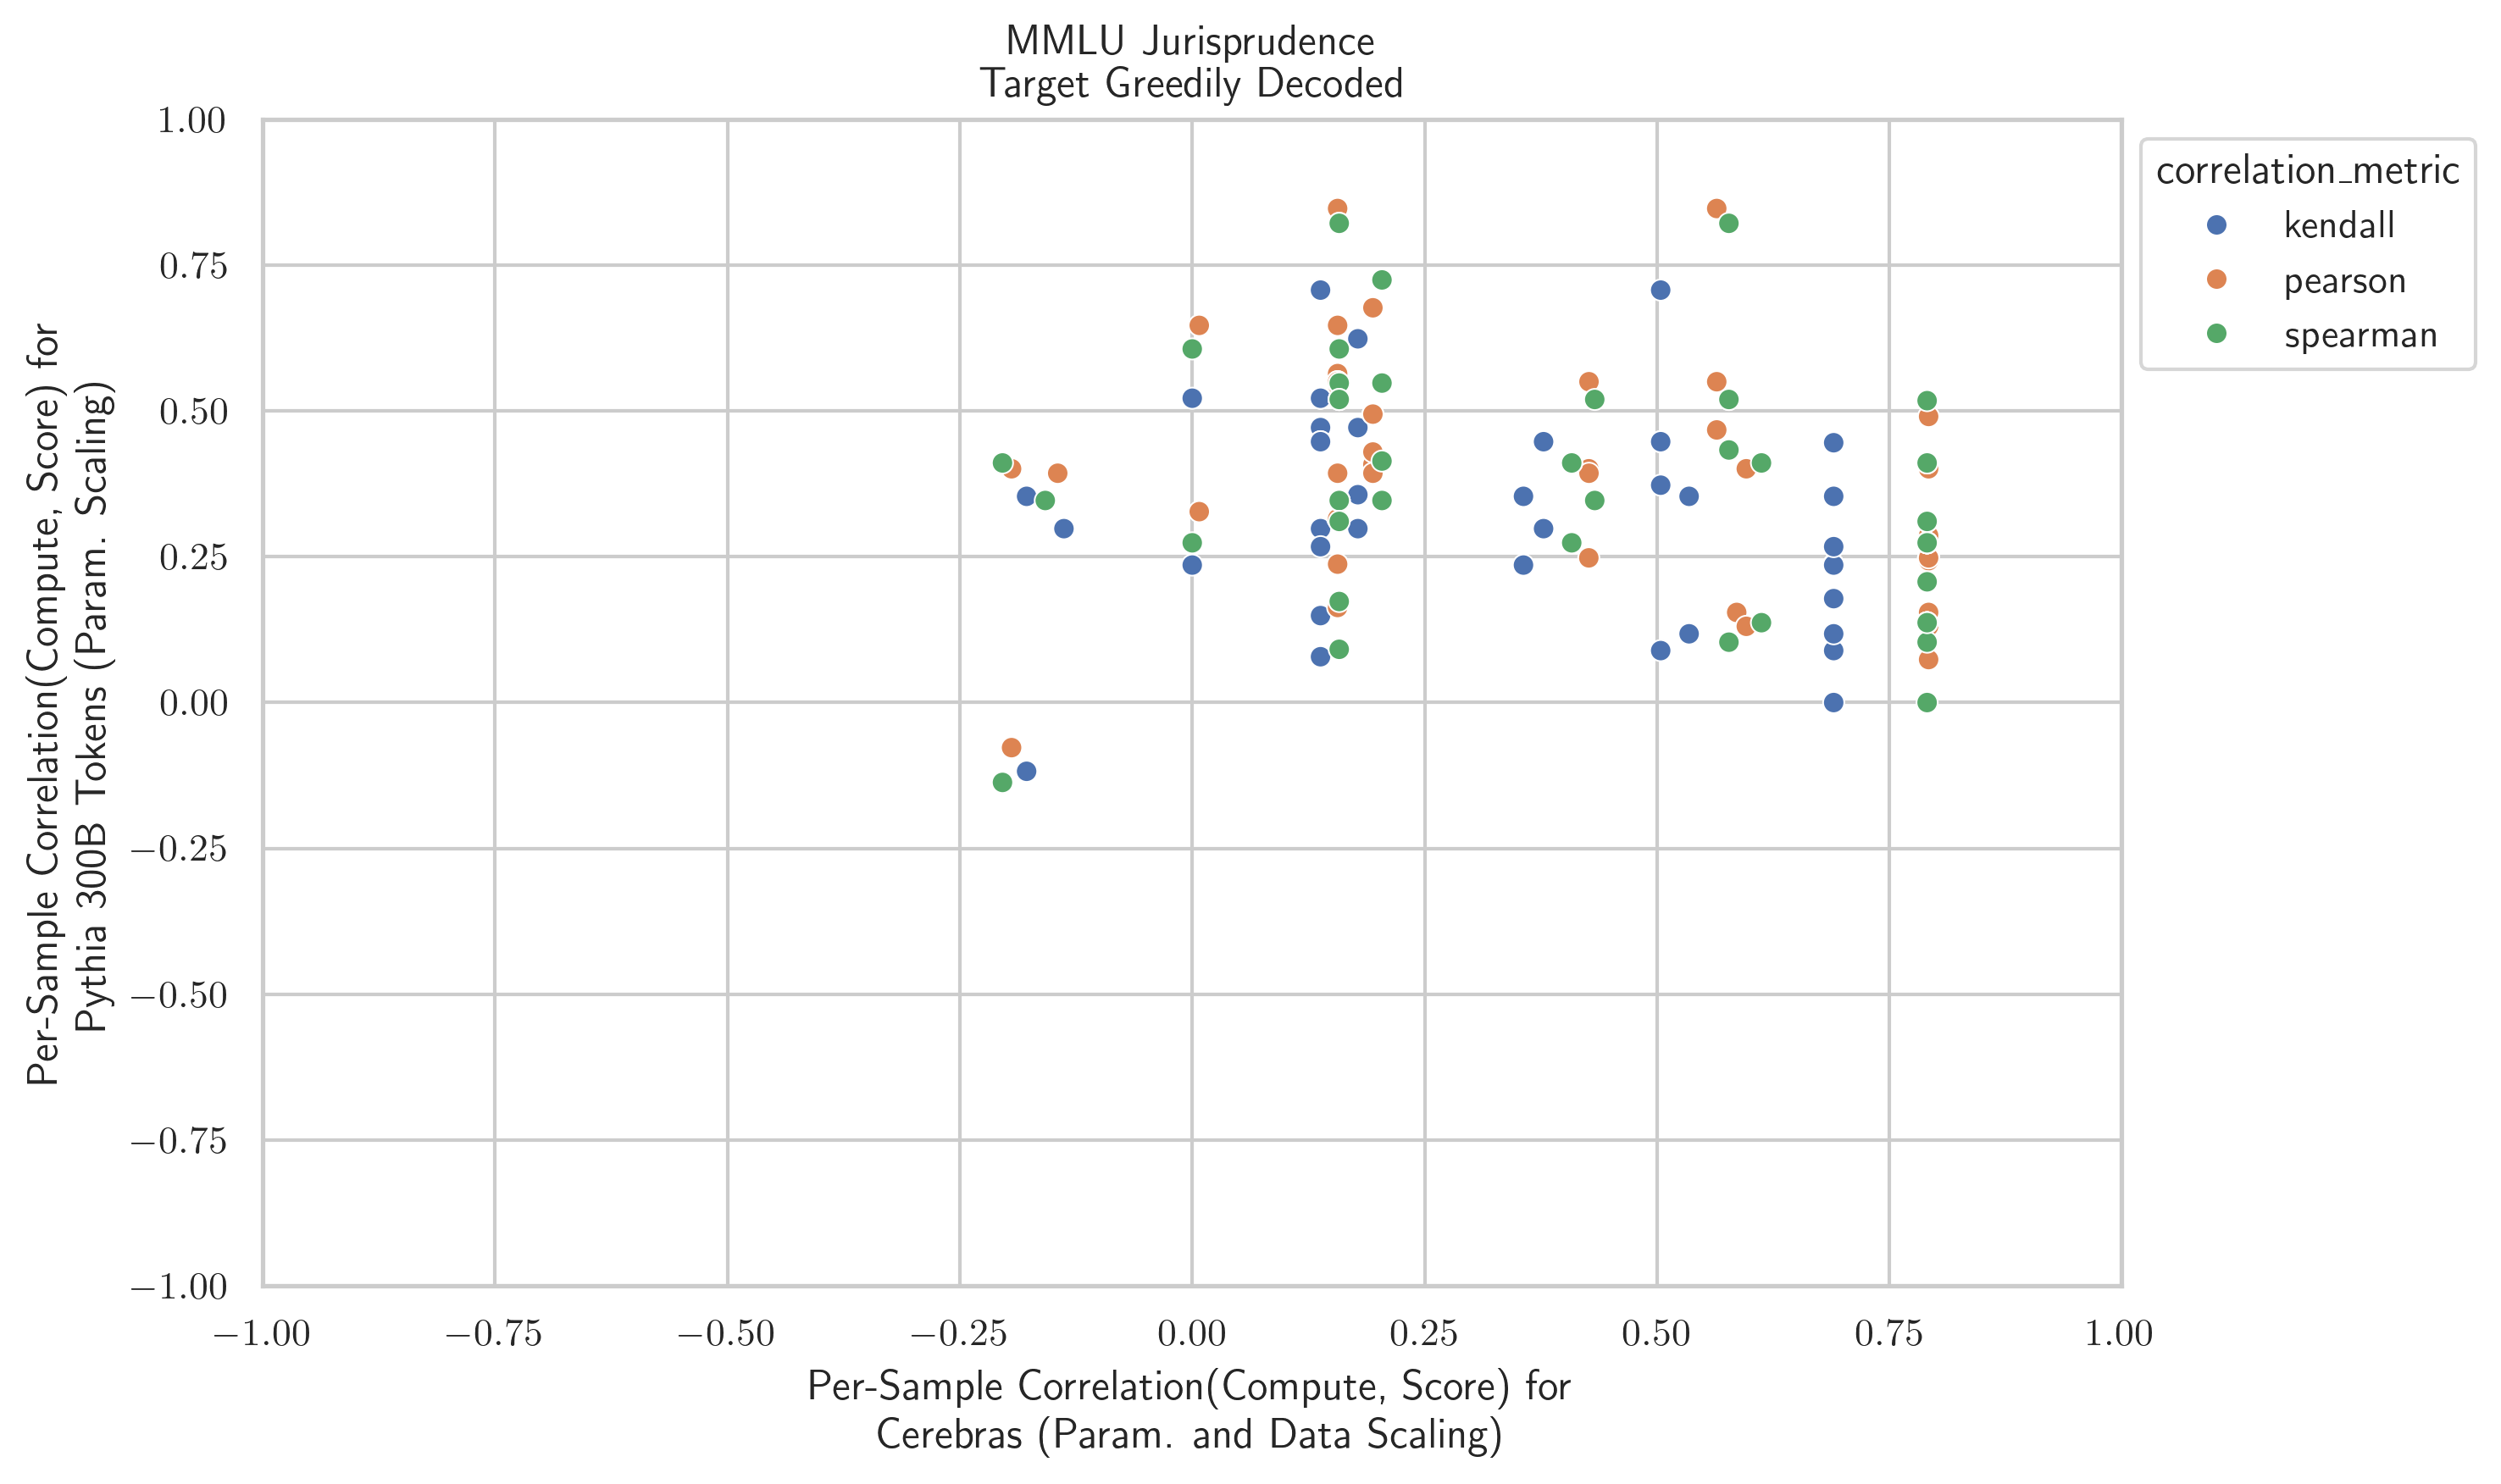 MMLU Jurisprudence
Target Greedily Decoded
Per-Sample Correlation(Compute, Score) for
Pythia 300B Tokens (Param. Scaling)
1.00
0.75
0.50
0.25
0.00
−0.25
−0.50
−0.75
−1.00
−1.00 −0.75 −0.50 −0.25 0.00 0.25 0.50 0.75 1.00
Per-Sample Correlation(Compute, Score) for
Cerebras (Param. and Data Scaling)
correlation_metric
kendall
pearson
spearman